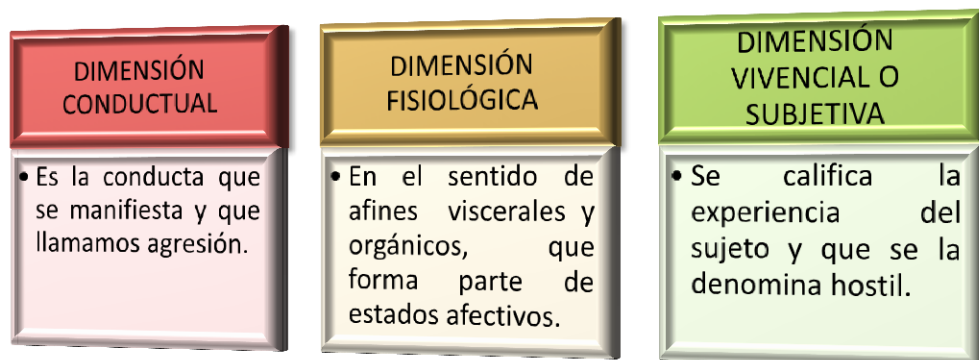 DIMENSIÓN
CONDUCTUAL
• Es la conducta que
se manifiesta y que
llamamos agresión.
DIMENSIÓN
FISIOLÓGICA
• En el sentido de
afines viscerales y
orgánicos, que
forma parte de
estados afectivos.
DIMENSIÓN
VIVENCIAL O
SUBJETIVA
• Se califica la
experiencia del
sujeto y que se la
denomina hostil.